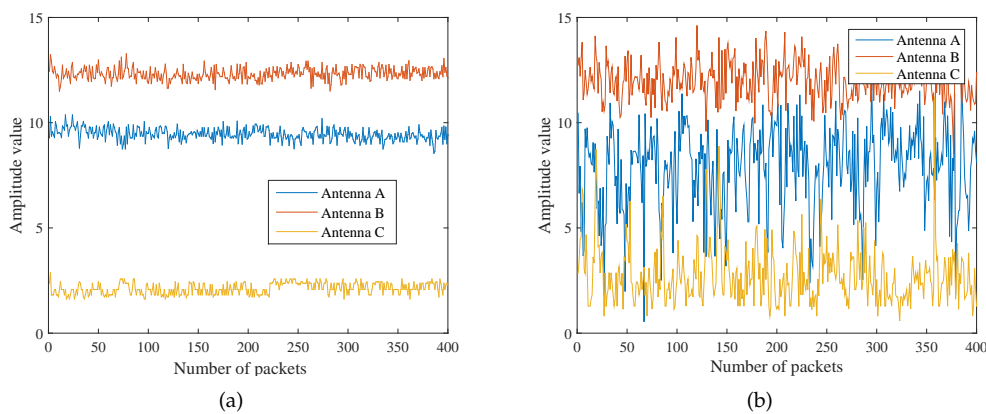 15
10
5
0
Amplitude value
Antenna A
Antenna B
Antenna C
0 50 100 150 200 250 300 350 400
Number of packets
(a)
15
10
5
0
Amplitude value
Antenna A
Antenna B
Antenna C
0 50 100 150 200 250 300 350 400
Number of packets
(b)